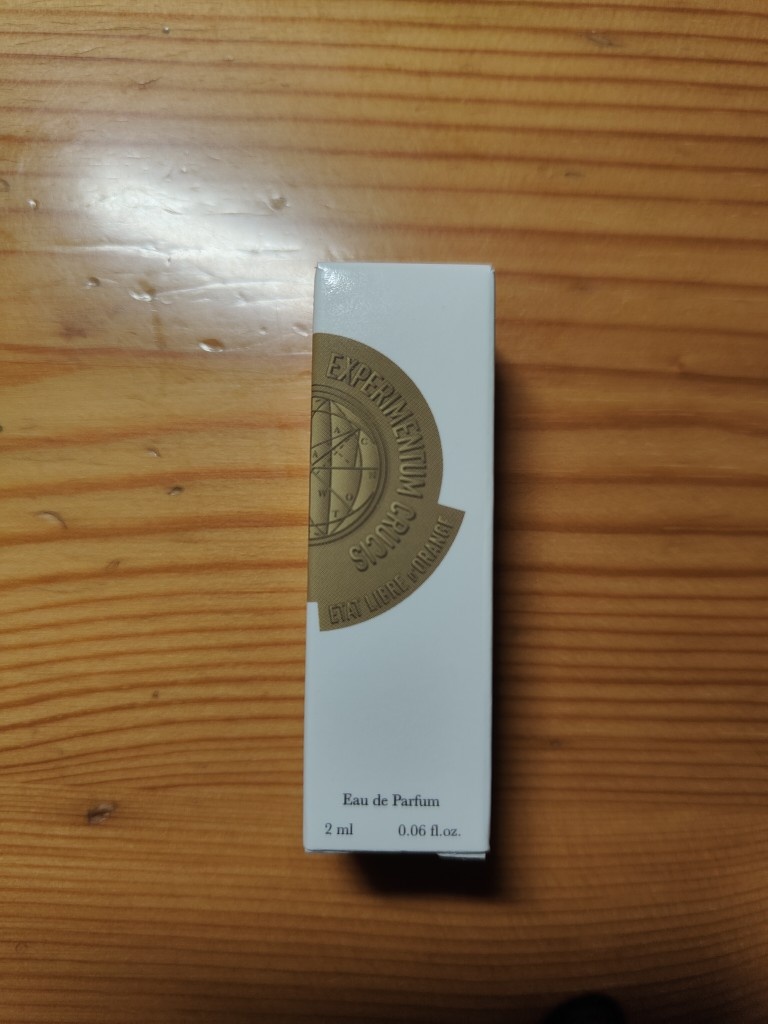 EXPERIMENTUM CRUCIS
ETAT LIBRE D'ORANGE
Eau de Parfum
2 ml 0.06 fl.oz.